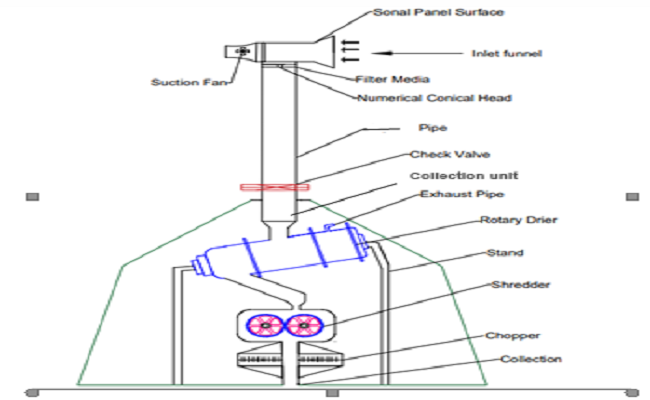 Sonal Panel Surface
Inlet funnel
Suction Fan
Filter Media
Numerical Conical Head
Pipe
Check Valve
Collection unit
Exhaust Pipe
Rotary Drier
Stand
Shredder
Chopper
Collection